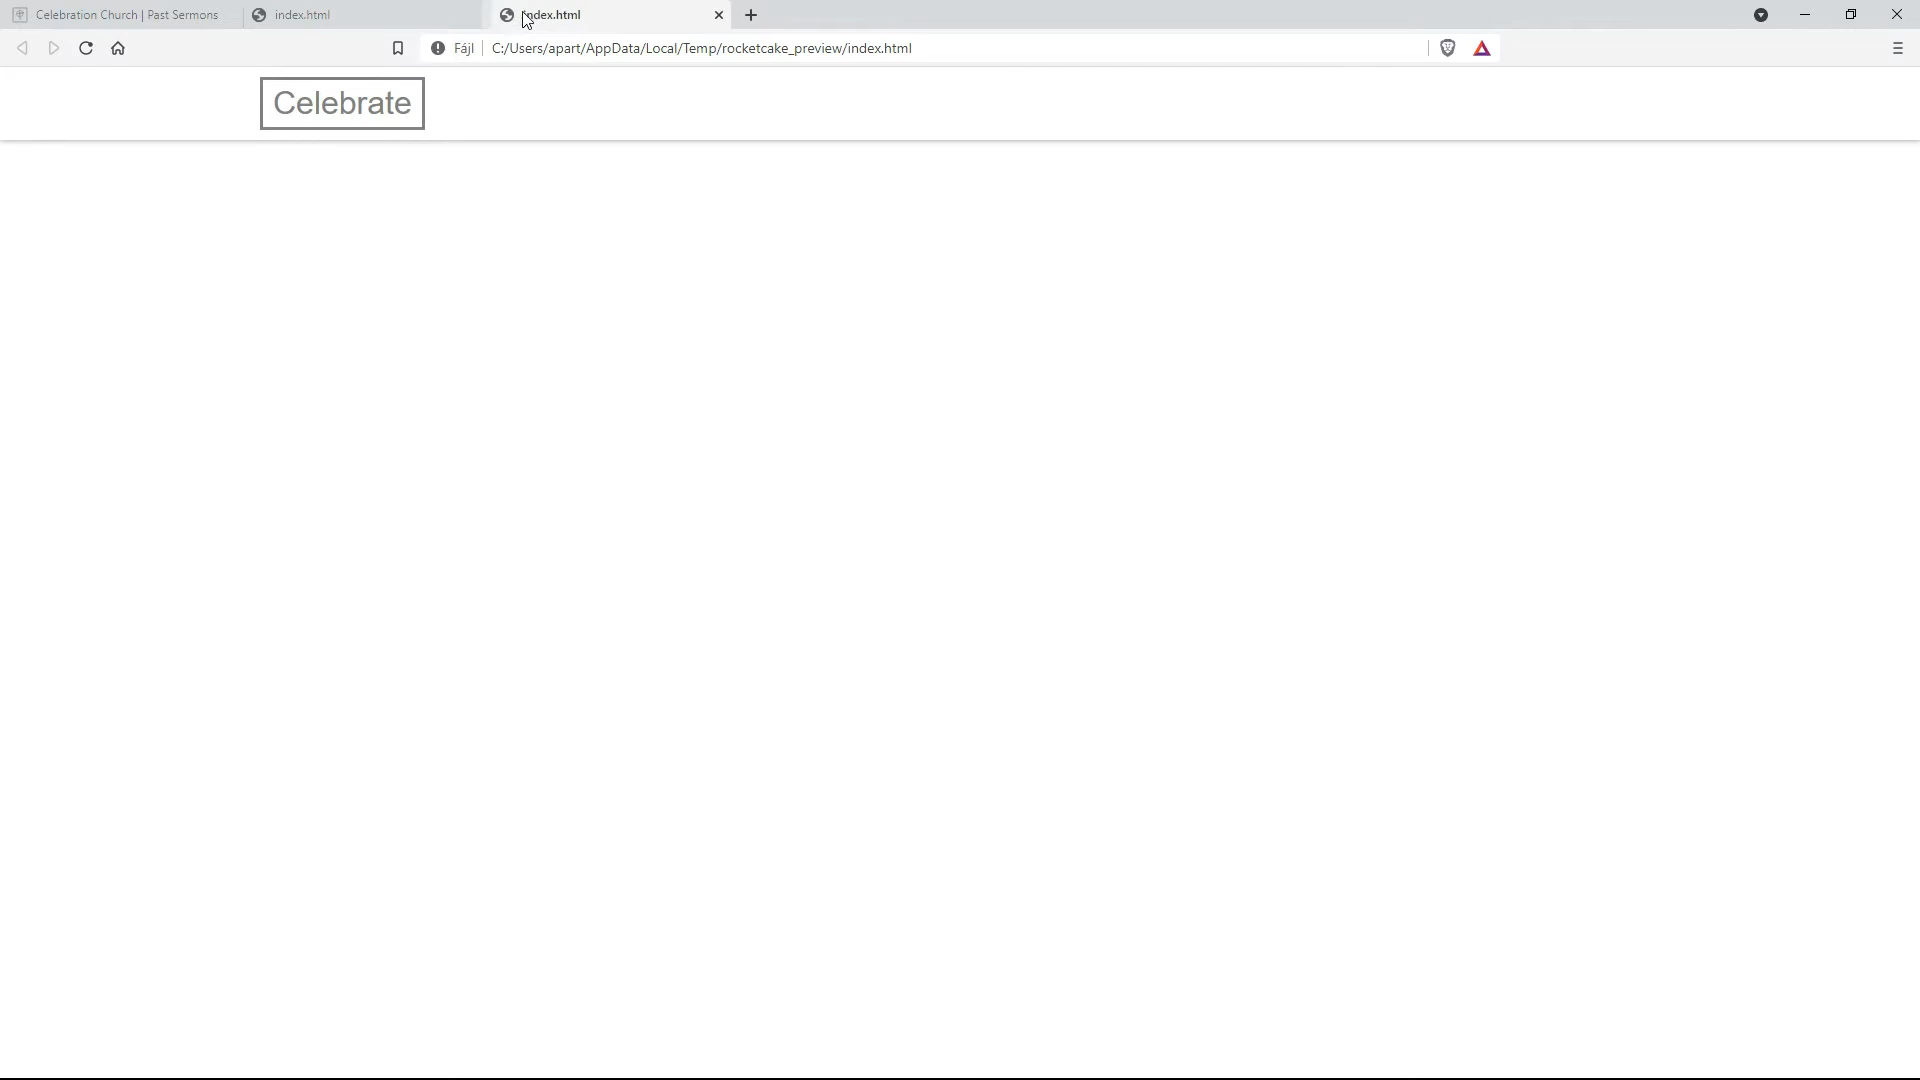 Celebration Church | Past Sermons
index.html
index.html
Fájl
C:/Users/apart/AppData/Local/Temp/rocketcake_preview/index.html
Celebrate